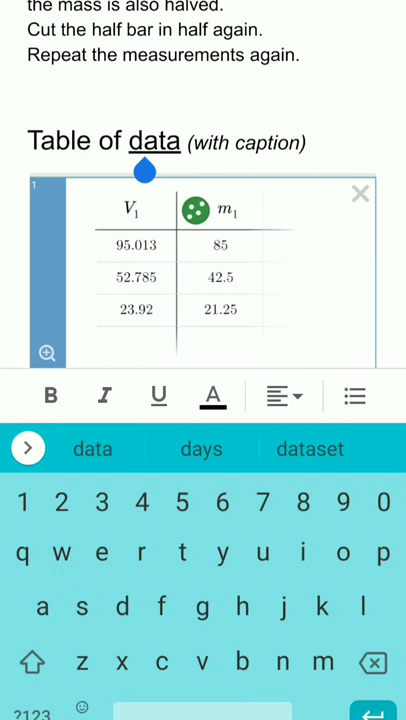 the mass is also halved.
Cut the half bar in half again.
Repeat the measurements again.
Table of data (with caption)
1
V₁ m₁
95.013 85
52.785 42.5
23.92 21.25
B I U A
data days dataset
1 2 3 4 5 6 7 8 9 0
q w e r t y u i o p
a s d f g h j k l
z x c v b n m
?123